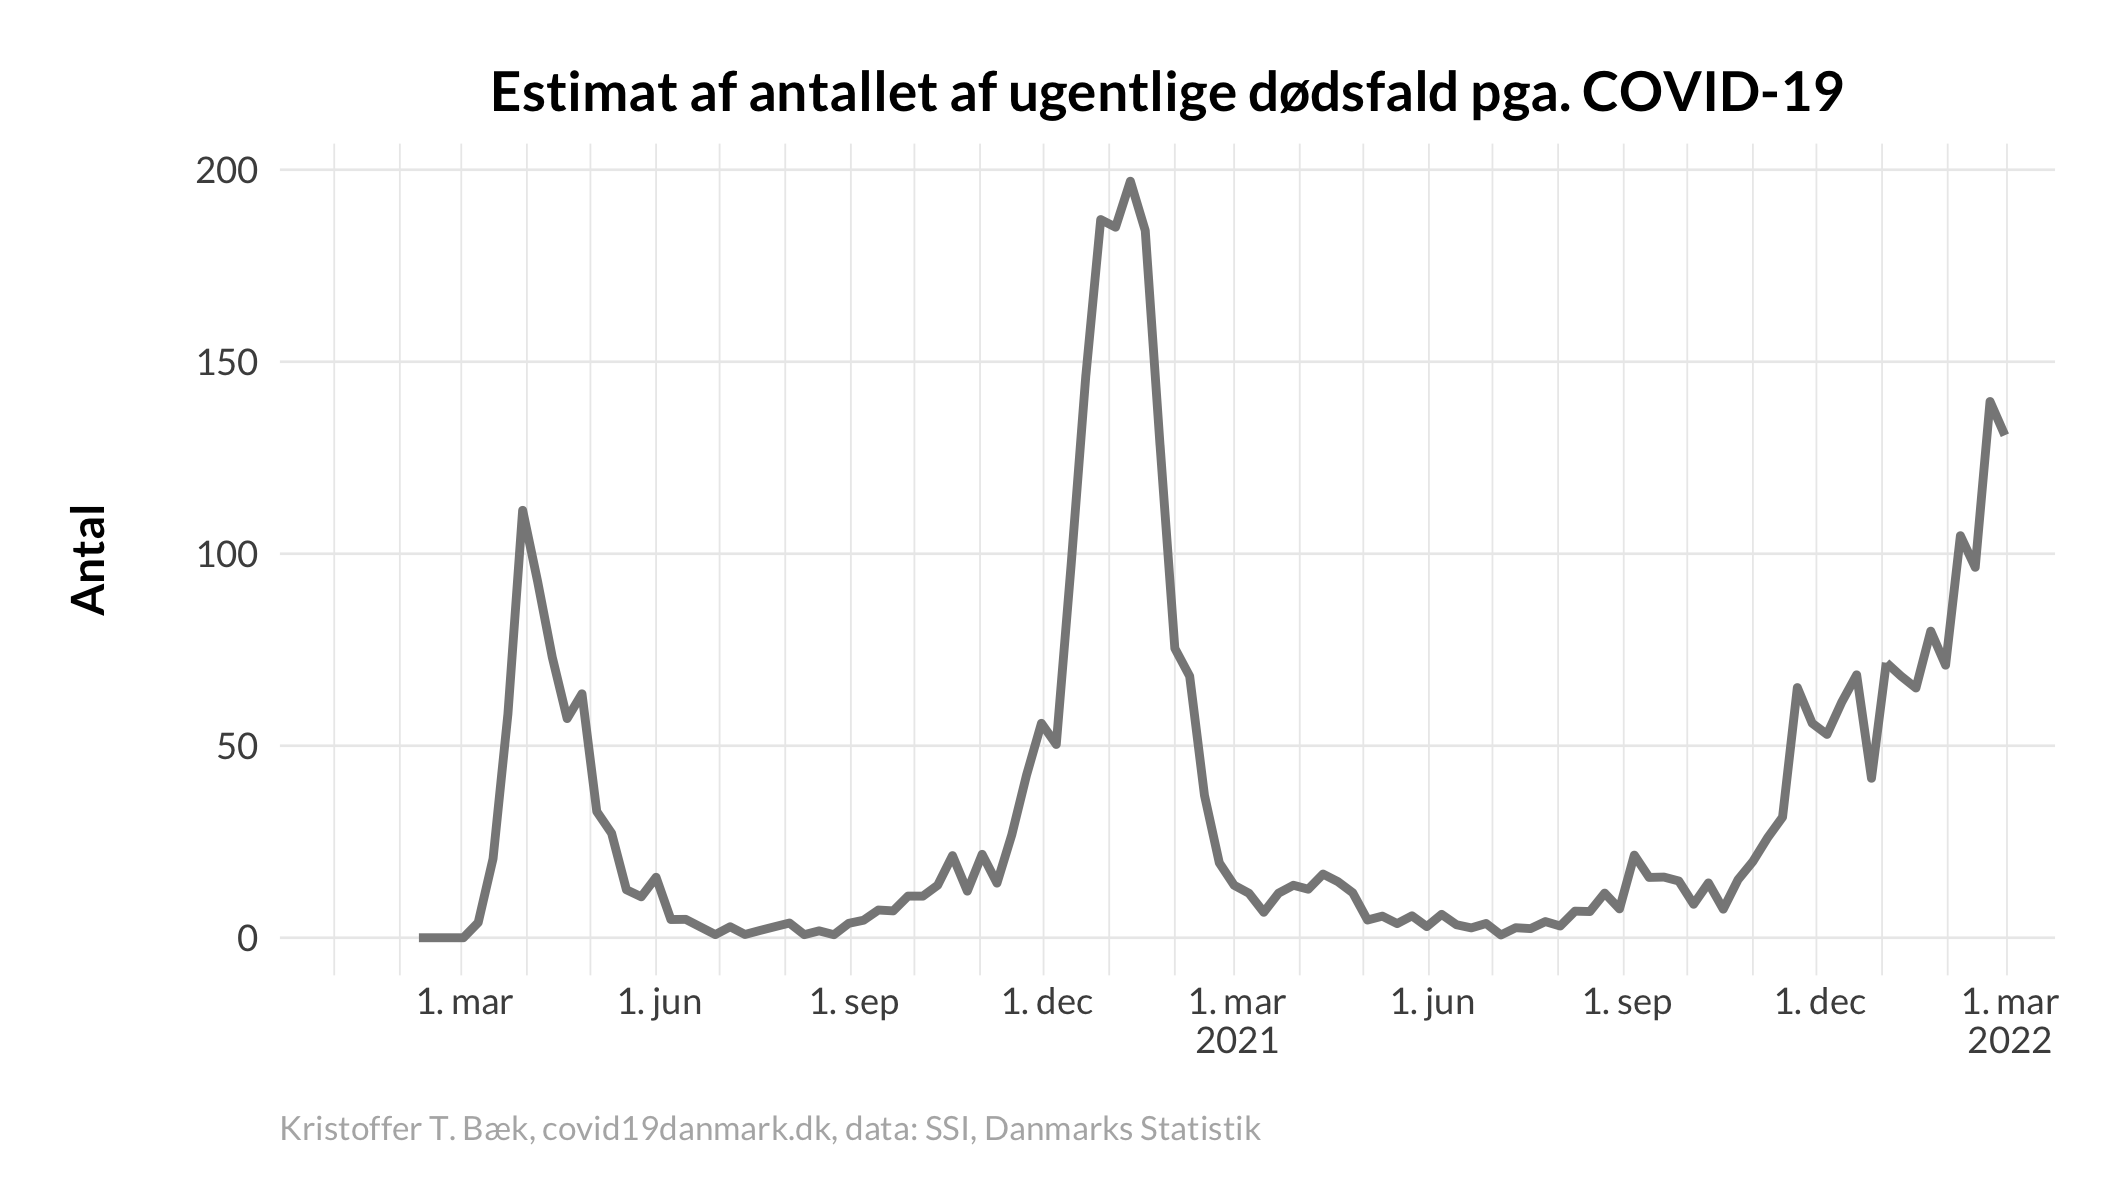 Estimat af antallet af ugentlige dødsfald pga. COVID-19
Antal
200
150
100
50
0
1. mar 1. jun 1. sep 1. dec 1. mar 1. jun 1. sep 1. dec 1. mar
2021 2022
Kristoffer T. Bæk, covid19danmark.dk, data: SSI, Danmarks Statistik